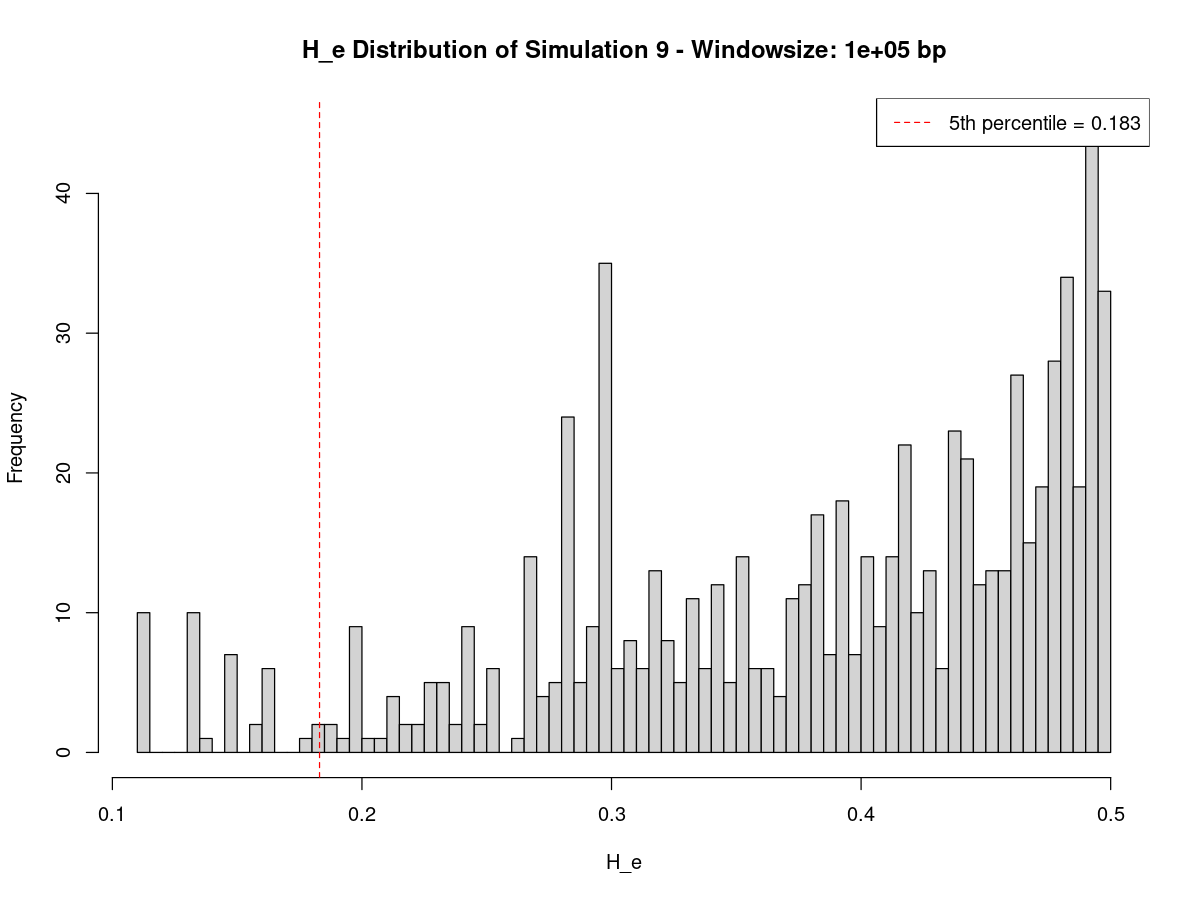 H_e Distribution of Simulation 9 - Windowsize: 1e+05 bp
5th percentile = 0.183
Frequency
40
30
20
10
0
0.1 0.2 0.3 0.4 0.5
H_e